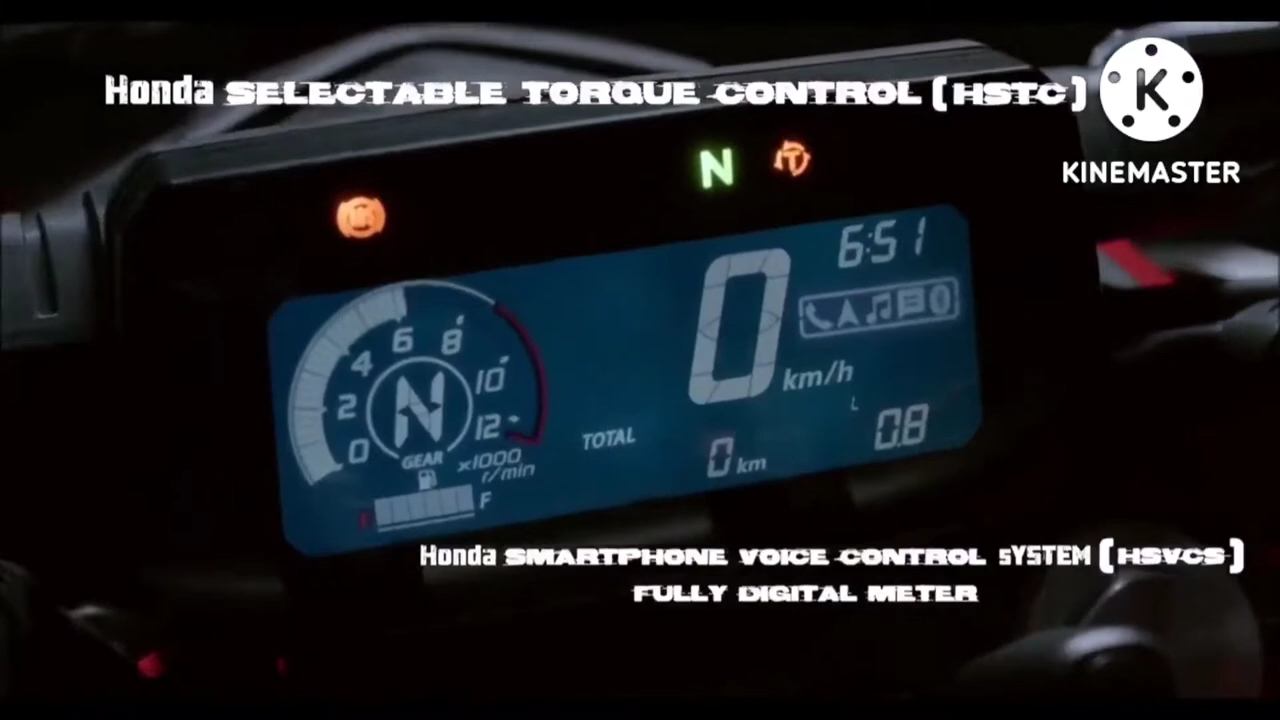 Honda SELECTABLE TORQUE CONTROL (HSTC)
K
KINEMASTER
N
T
6:51
0 km/h
0 2 4 6 8 10 12
N
GEAR
x1000
r/min
F
TOTAL
0 km
L
0.8
Honda SMARTPHONE VOICE CONTROL sYSTEM (HSVCS)
FULLY DIGITAL METER